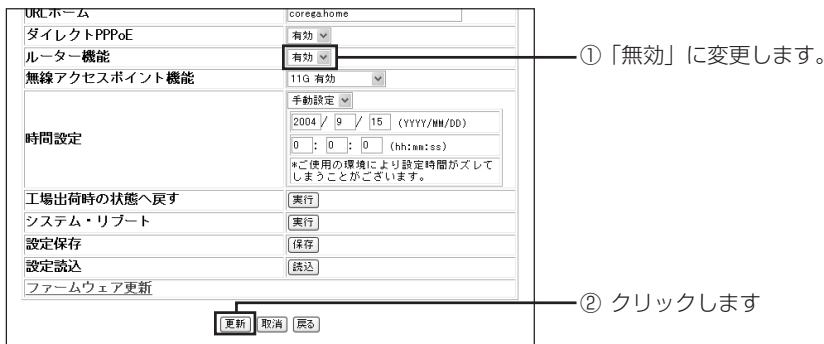 URLホーム corega.home
ダイレクトPPPoE 有効
ルーター機能 有効 ①「無効」に変更します。
無線アクセスポイント機能 11G 有効
手動設定
2004 / 9 / 15 (YYYY/MM/DD)
時間設定
0 : 0 : 0 (hh:mm:ss)
*ご使用の環境により設定時間がズレて
しまうことがございます。
工場出荷時の状態へ戻す 実行
システム・リブート 実行
設定保存 保存
設定読込 読込
ファームウェア更新
② クリックします
更新 取消 戻る